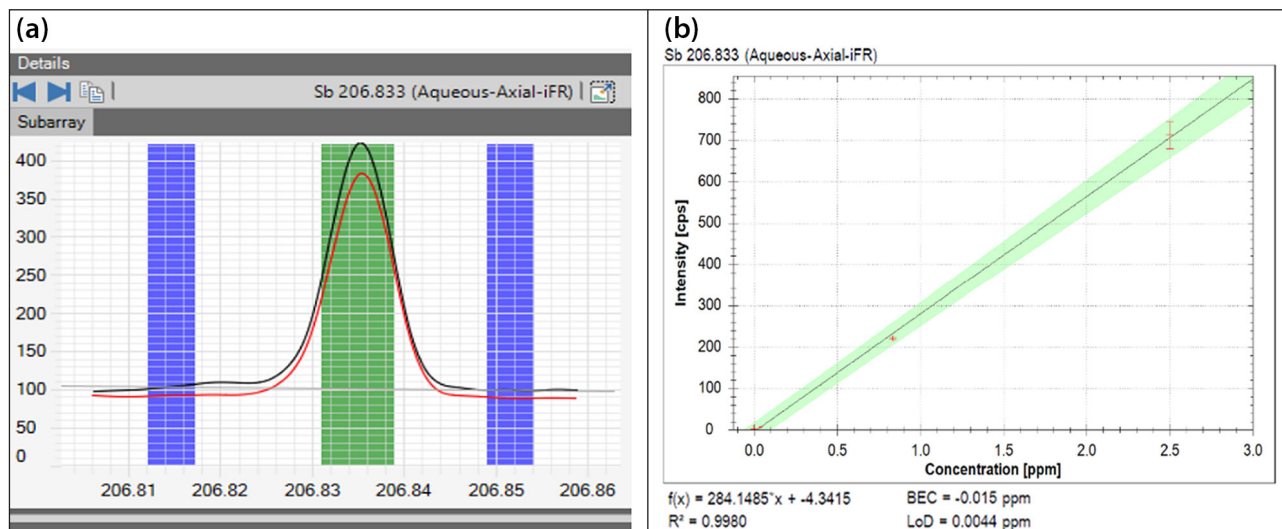 (a)
Details
Sb 206.833 (Aqueous-Axial-iFR)
Subarray
400
350
300
250
200
150
100
50
0
206.81 206.82 206.83 206.84 206.85 206.86
(b)
Sb 206.833 (Aqueous-Axial-iFR)
Intensity [cps]
800
700
600
500
400
300
200
100
0
0.0 0.5 1.0 1.5 2.0 2.5 3.0
Concentration [ppm]
f(x) = 284.1485*x + -4.3415 BEC = -0.015 ppm
R² = 0.9980 LoD = 0.0044 ppm